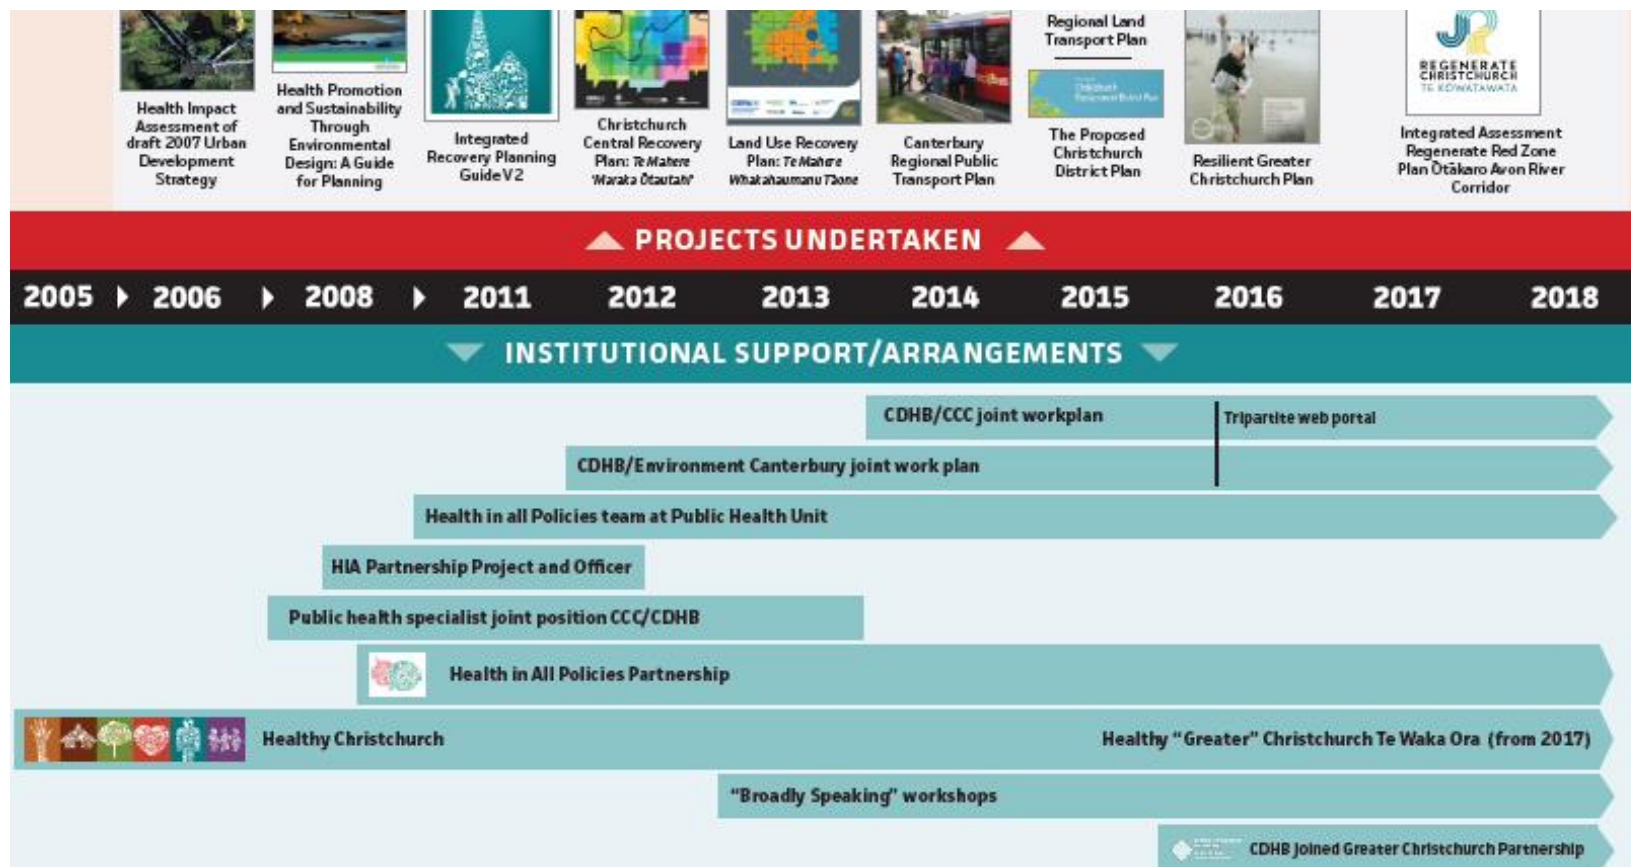 Health Impact
Assessment of
draft 2007 Urban
Development
Strategy
Health Promotion
and Sustainability
Through
Environmental
Design: A Guide
for Planning
Integrated
Recovery Planning
Guide V2
Christchurch
Central Recovery
Plan: Te Mahere
'Maraka Ōtautahi'
Land Use Recovery
Plan: Te Mahere
Whakahaumanu Tāone
Canterbury
Regional Public
Transport Plan
Regional Land
Transport Plan
The Proposed
Christchurch
District Plan
Resilient Greater
Christchurch Plan
REGENERATE
CHRISTCHURCH
TE KŌWATAWATA
Integrated Assessment
Regenerate Red Zone
Plan Ōtākaro Avon River
Corridor
PROJECTS UNDERTAKEN
2005 2006 2008 2011 2012 2013 2014 2015 2016 2017 2018
INSTITUTIONAL SUPPORT/ARRANGEMENTS
CDHB/CCC joint workplan
Tripartite web portal
CDHB/Environment Canterbury joint work plan
Health in all Policies team at Public Health Unit
HIA Partnership Project and Officer
Public health specialist joint position CCC/CDHB
Health in All Policies Partnership
Healthy Christchurch
Healthy "Greater" Christchurch Te Waka Ora (from 2017)
"Broadly Speaking" workshops
CDHB joined Greater Christchurch Partnership